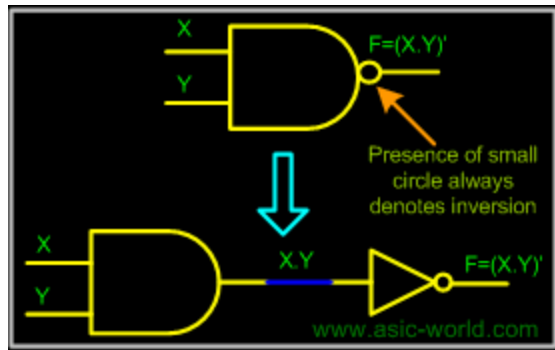 X
F=(X.Y)'
Y
Presence of small
circle always
denotes inversion
X
X.Y
F=(X.Y)'
Y
www.asic-world.com